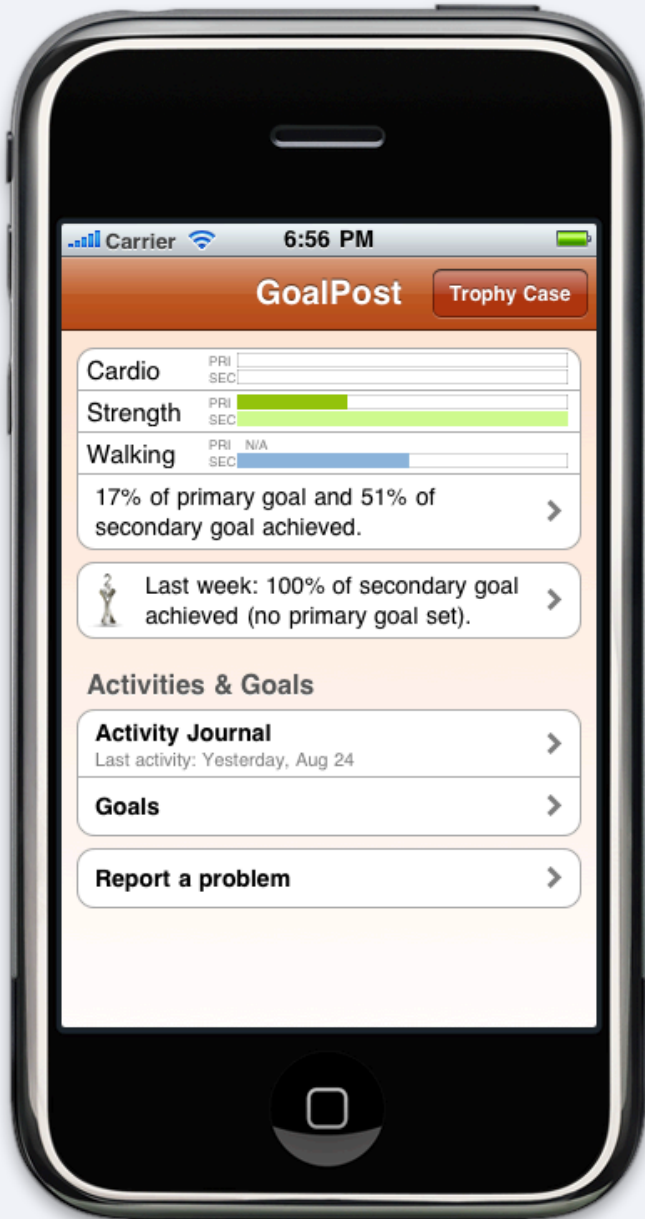 Carrier 6:56 PM
GoalPost Trophy Case
Cardio PRI
SEC
Strength PRI
SEC
Walking PRI N/A
SEC
17% of primary goal and 51% of
secondary goal achieved.
Last week: 100% of secondary goal
achieved (no primary goal set).
Activities & Goals
Activity Journal
Last activity: Yesterday, Aug 24
Goals
Report a problem